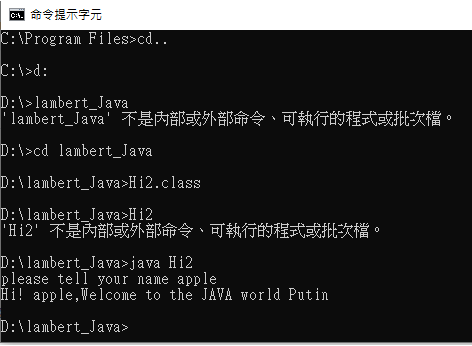 命令提示字元
C:\Program Files>cd..
C:\>d:
D:\>lambert_Java
'lambert_Java' 不是內部或外部命令、可執行的程式或批次檔。
D:\>cd lambert_Java
D:\lambert_Java>Hi2.class
D:\lambert_Java>Hi2
'Hi2' 不是內部或外部命令、可執行的程式或批次檔。
D:\lambert_Java>java Hi2
please tell your name apple
Hi! apple,Welcome to the JAVA world Putin
D:\lambert_Java>